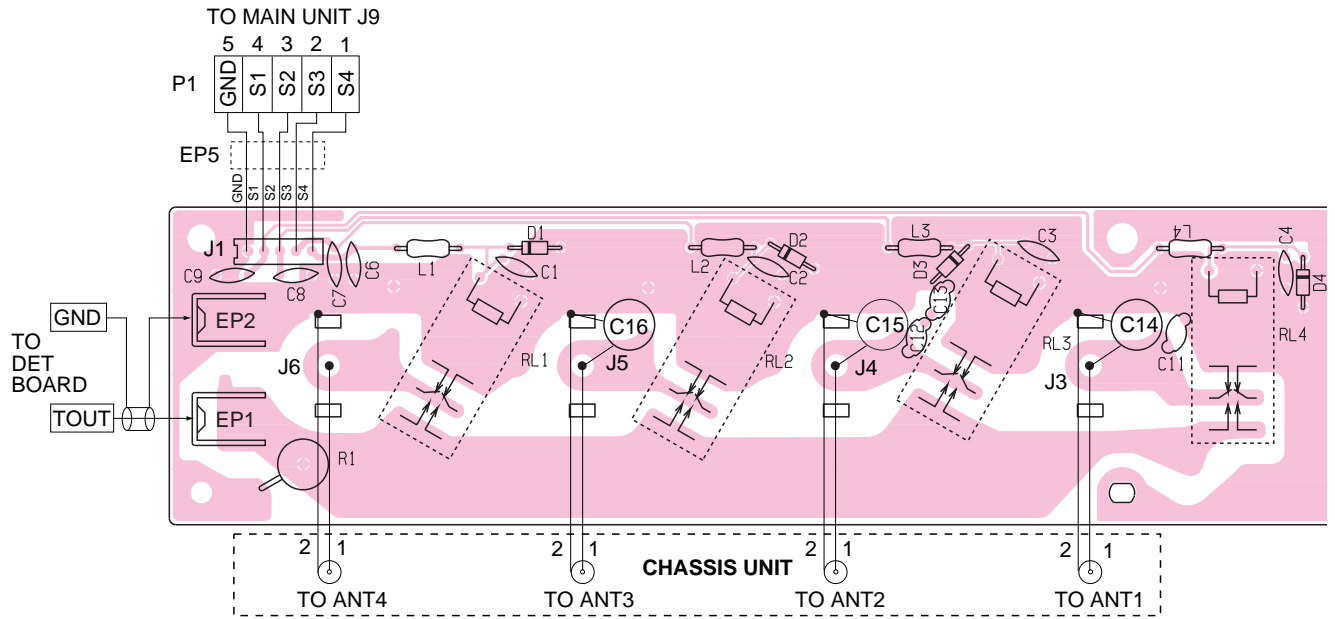 TO MAIN UNIT J9
5 4 3 2 1
P1
GND
S1
S2
S3
S4
EP5
GND
S1
S2
S3
S4
J1
C9
C8
C7
C6
L1
D1
C1
L2
D2
C2
L3
D3
C3
L4
C4
D4
C13
C12
GND
TO
DET
BOARD
TOUT
EP2
EP1
J6
R1
RL1
C16
J5
RL2
C15
J4
RL3
C14
J3
C11
RL4
2 1
2 1
2 1
2 1
CHASSIS UNIT
TO ANT4
TO ANT3
TO ANT2
TO ANT1